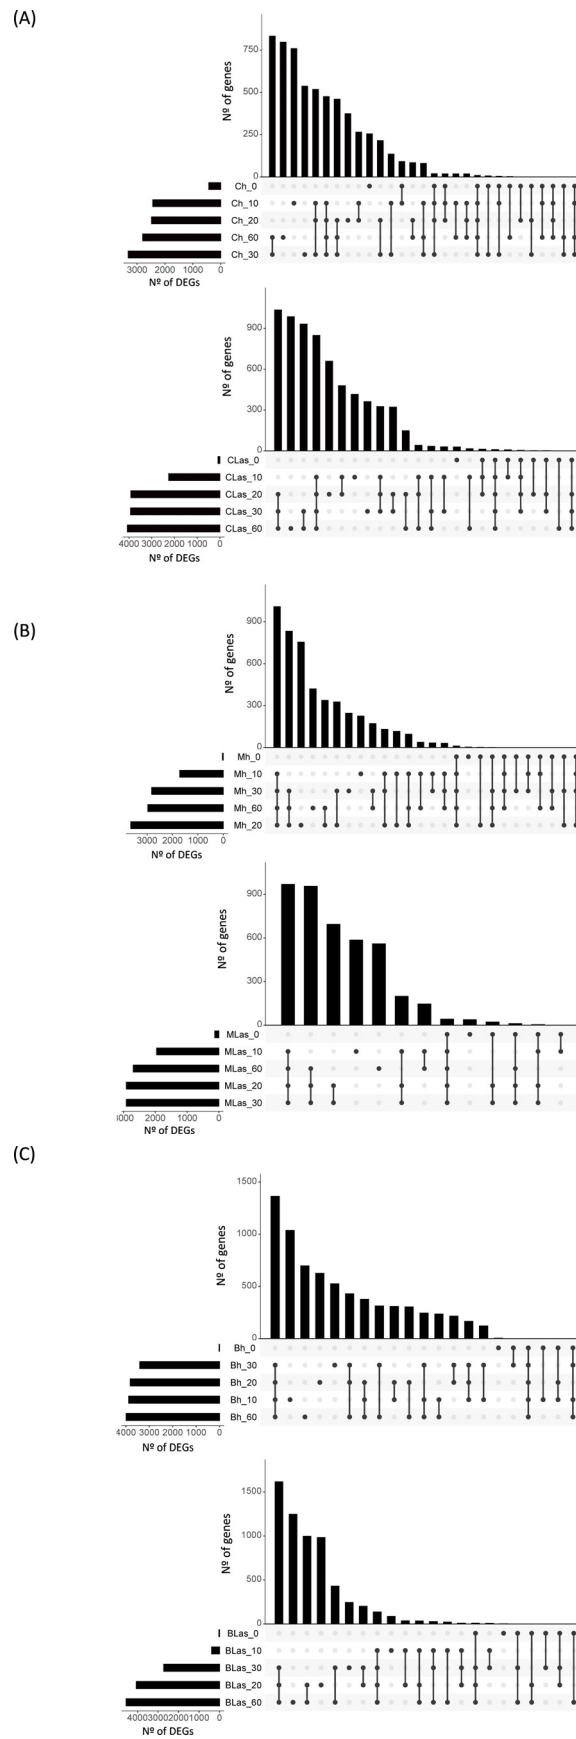 (A)
Nº of genes
750
500
250
0
Ch_0
Ch_10
Ch_20
Ch_60
Ch_30
3000 2000 1000 0
Nº of DEGs
Nº of genes
900
600
300
0
CLas_0
CLas_10
CLas_20
CLas_30
CLas_60
4000 3000 2000 1000 0
Nº of DEGs
(B)
Nº of genes
900
600
300
0
Mh_0
Mh_10
Mh_30
Mh_60
Mh_20
3000 2000 1000 0
Nº of DEGs
Nº of genes
900
600
300
0
MLas_0
MLas_10
MLas_60
MLas_20
MLas_30
2000 1000 0
Nº of DEGs
(C)
Nº of genes
1500
1000
500
0
Bh_0
Bh_30
Bh_20
Bh_10
Bh_60
4000 3000 2000 1000 0
Nº of DEGs
Nº of genes
1500
1000
500
0
BLas_0
BLas_10
BLas_30
BLas_20
BLas_60
4000 3000 2000 1000 0
Nº of DEGs